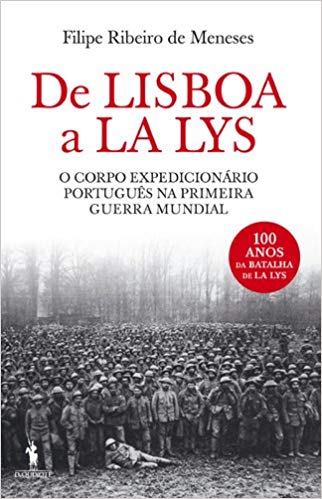 Filipe Ribeiro de Meneses
De LISBOA
a LA LYS
O CORPO EXPEDICIONÁRIO
PORTUGUÊS NA PRIMEIRA
GUERRA MUNDIAL
100
ANOS
DA BATALHA
DE LA LYS
D.QUIXOTE